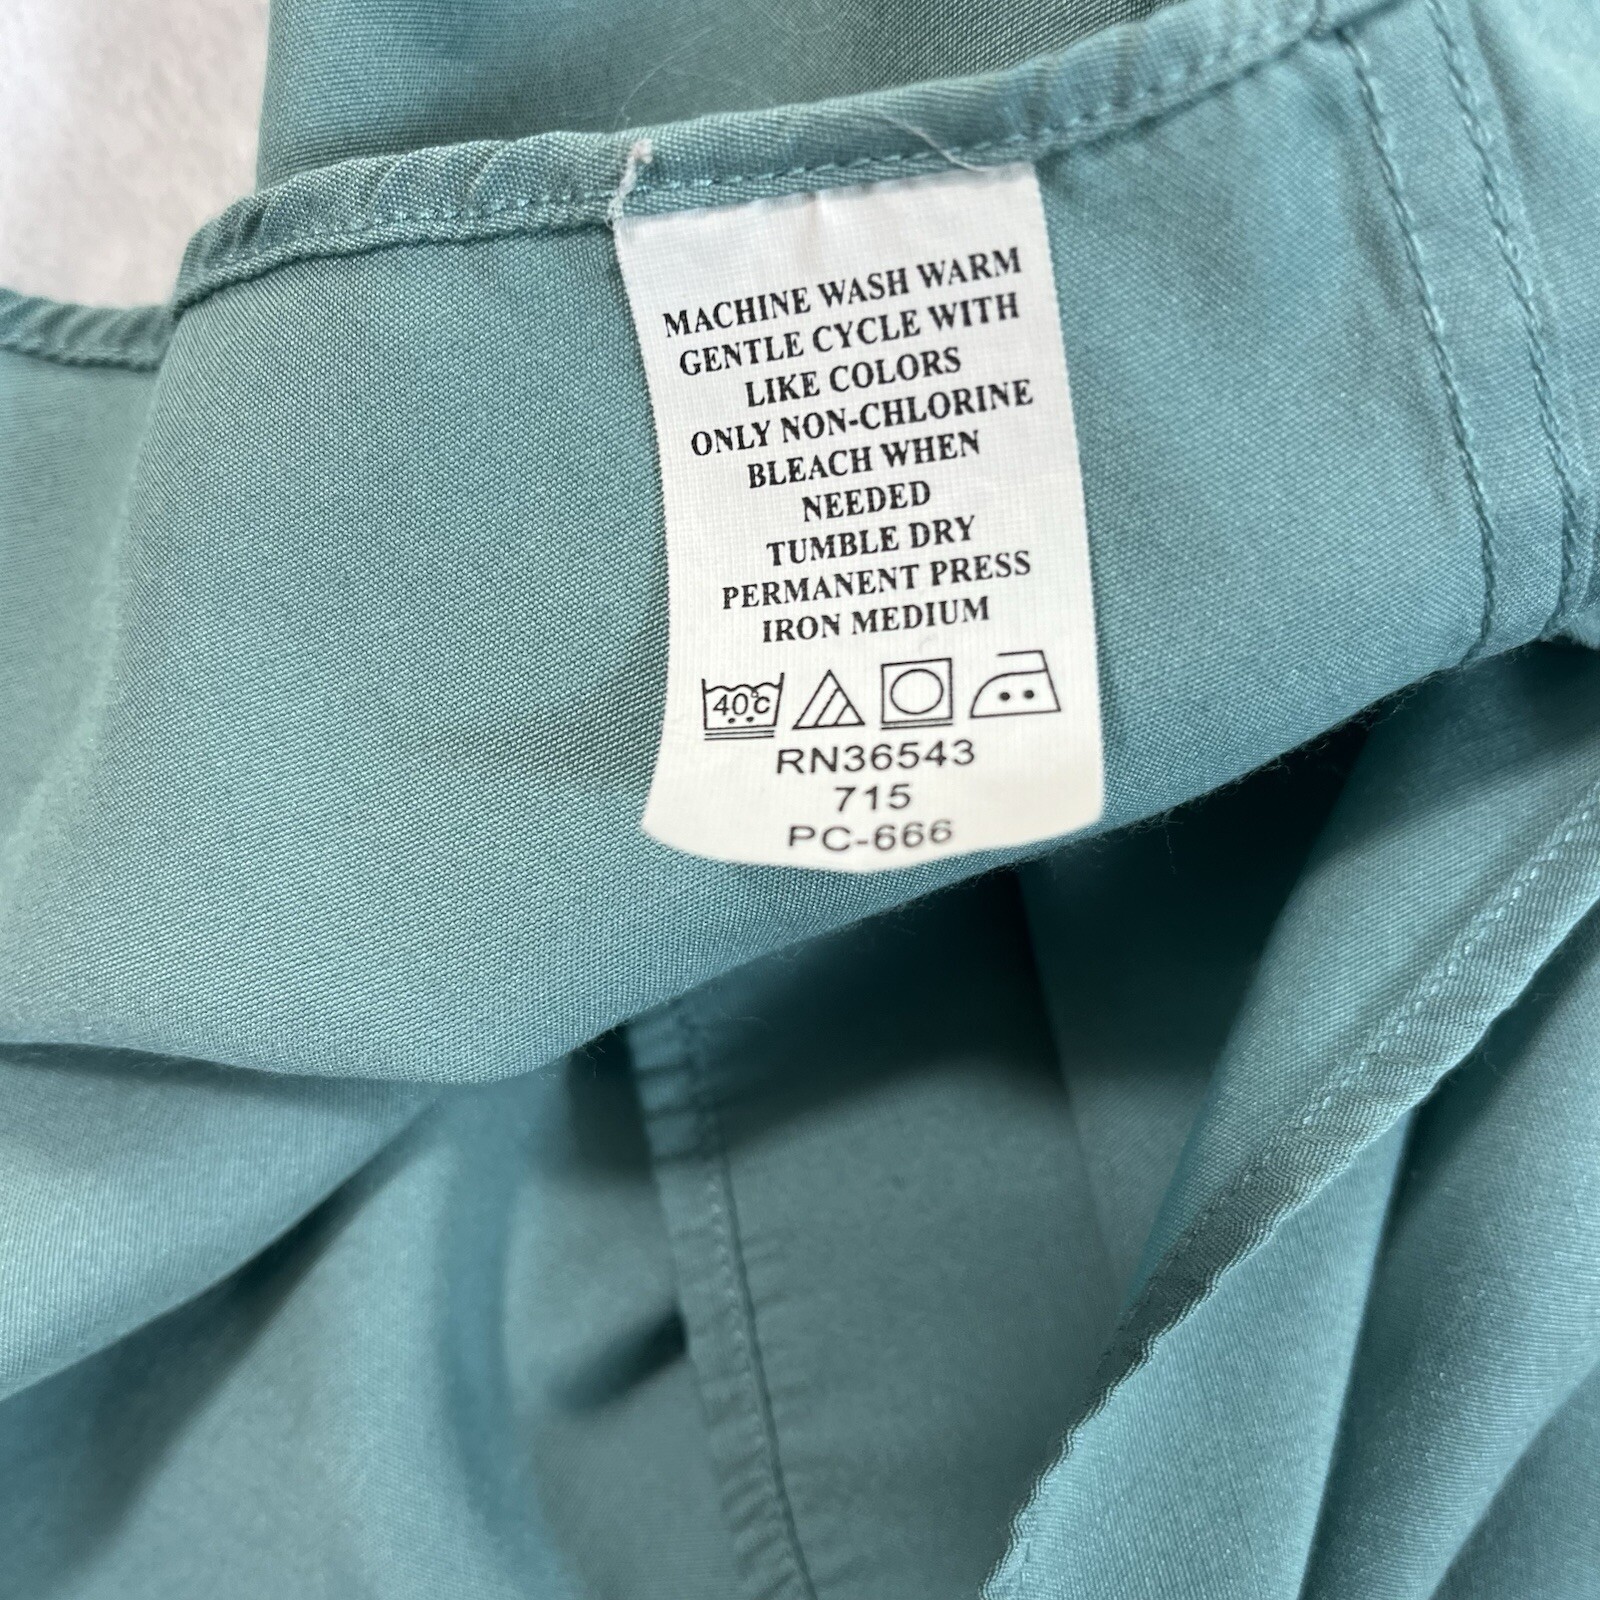 MACHINE WASH WARM
GENTLE CYCLE WITH
LIKE COLORS
ONLY NON-CHLORINE
BLEACH WHEN
NEEDED
TUMBLE DRY
PERMANENT PRESS
IRON MEDIUM
40°c
RN36543
715
PC-666